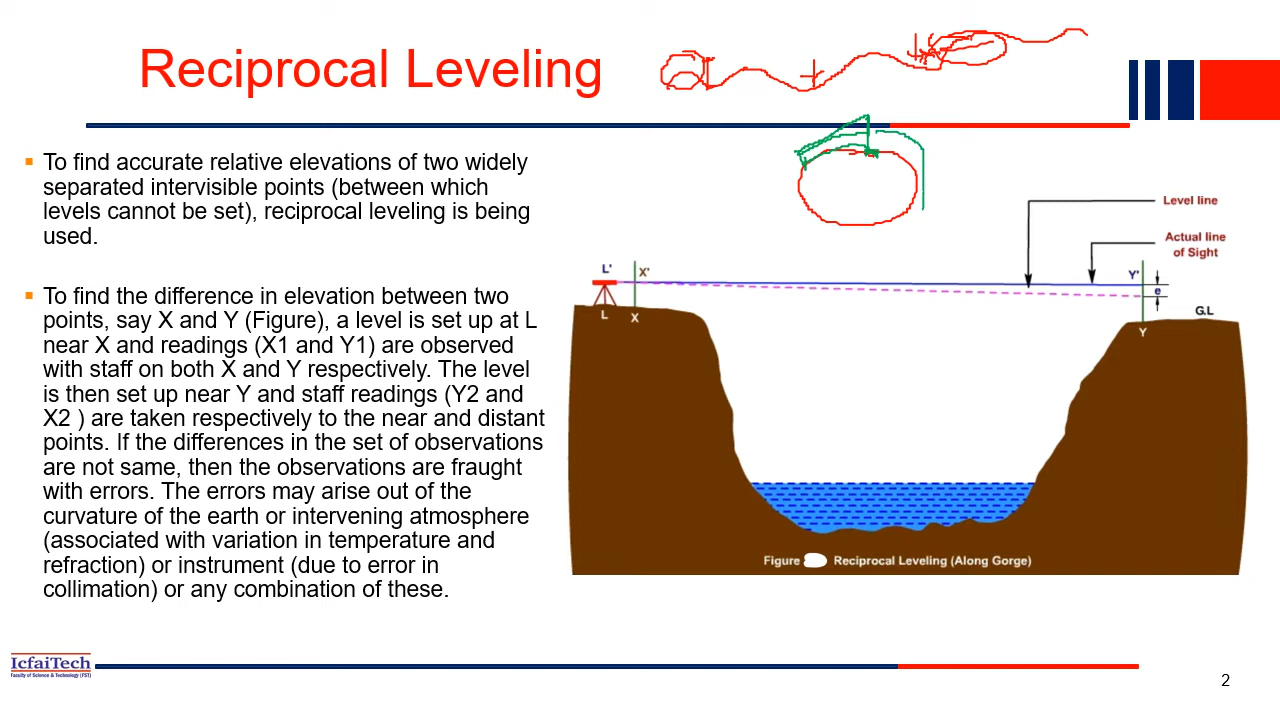 Reciprocal Leveling
▪ To find accurate relative elevations of two widely
separated intervisible points (between which
levels cannot be set), reciprocal leveling is being
used.
▪ To find the difference in elevation between two
points, say X and Y (Figure), a level is set up at L
near X and readings (X1 and Y1) are observed
with staff on both X and Y respectively. The level
is then set up near Y and staff readings (Y2 and
X2 ) are taken respectively to the near and distant
points. If the differences in the set of observations
are not same, then the observations are fraught
with errors. The errors may arise out of the
curvature of the earth or intervening atmosphere
(associated with variation in temperature and
refraction) or instrument (due to error in
collimation) or any combination of these.
Level line
Actual line
of Sight
L'
X'
Y'
e
L
X
G.L
Y
Figure Reciprocal Leveling (Along Gorge)
IcfaiTech
Faculty of Science & Technology (FST)
2